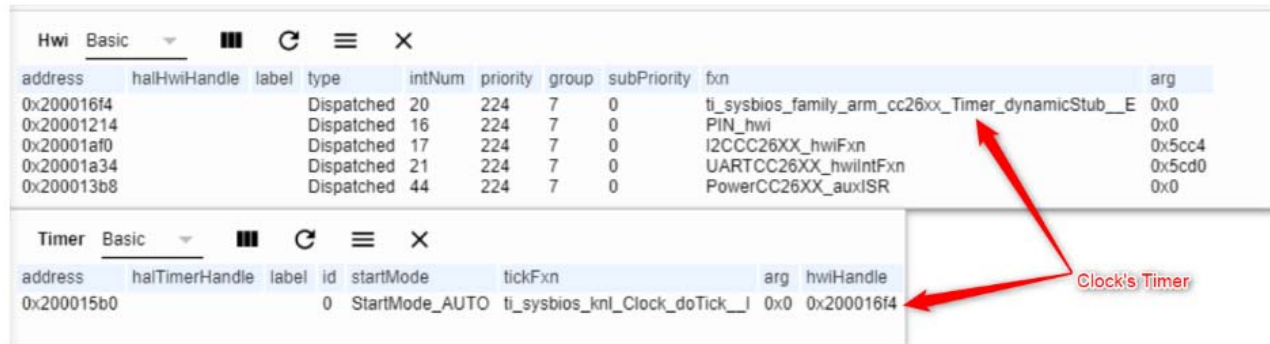 Hwi Basic
address halHwiHandle label type intNum priority group subPriority fxn arg
0x200016f4 Dispatched 20 224 7 0 ti_sysbios_family_arm_cc26xx_Timer_dynamicStub__E 0x0
0x20001214 Dispatched 16 224 7 0 PIN_hwi 0x0
0x20001af0 Dispatched 17 224 7 0 I2CCC26XX_hwiFxn 0x5cc4
0x20001a34 Dispatched 21 224 7 0 UARTCC26XX_hwiIntFxn 0x5cd0
0x200013b8 Dispatched 44 224 7 0 PowerCC26XX_auxISR 0x0
Timer Basic
address halTimerHandle label id startMode tickFxn arg hwiHandle
0x200015b0 0 StartMode_AUTO ti_sysbios_knl_Clock_doTick__I 0x0 0x200016f4
Clock's Timer